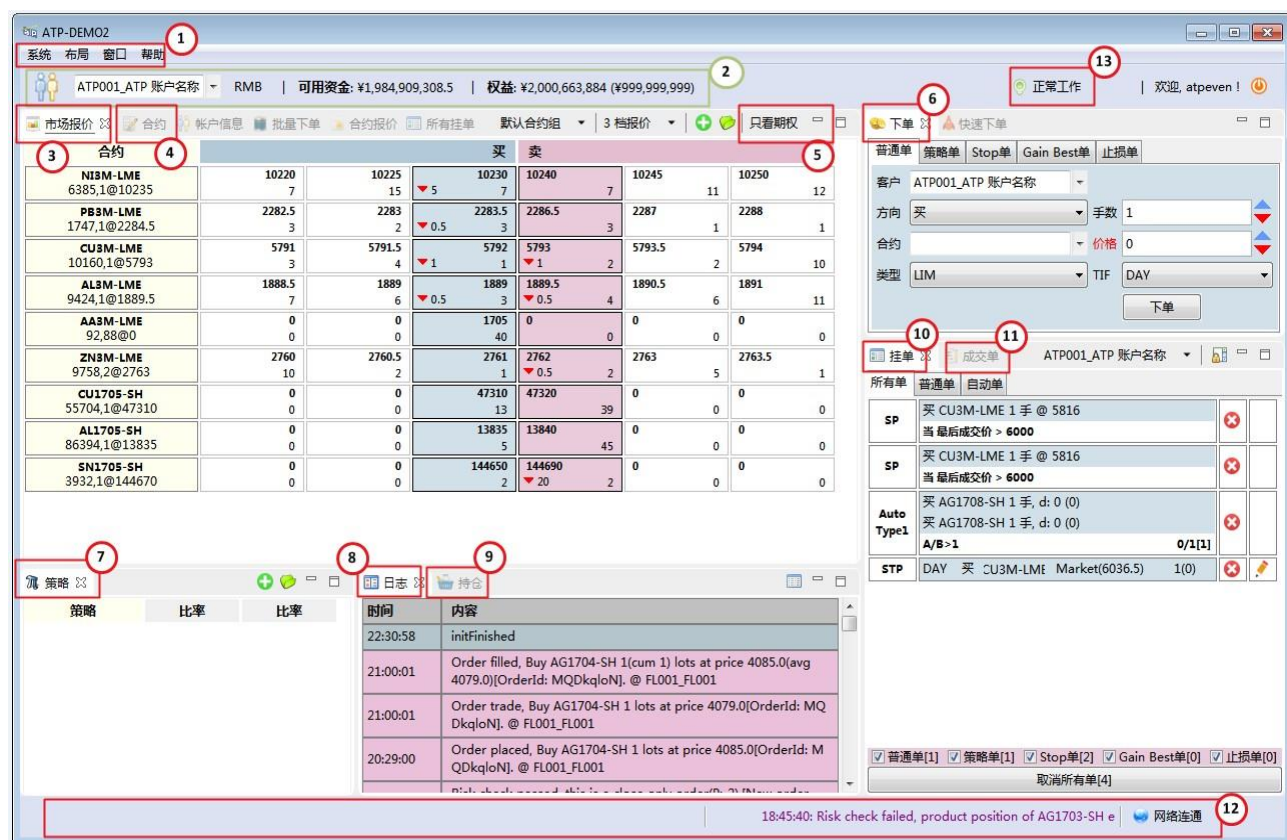 ATP-DEMO2
1
系统 布局 窗口 帮助
ATP001_ATP 账户名称 RMB | 可用资金: ¥1,984,909,308.5 | 权益: ¥2,000,663,884 (¥999,999,999)
2
13
正常工作 | 欢迎, atpeven !
市场报价 合约 帐户信息 批量下单 合约报价 所有挂单 默认合约组 3 档报价 只看期权
3
4
5
合约 买 卖
NI3M-LME 10220 10225 10230 10240 10245 10250
6385,1@10235 7 15 5 7 7 11 12
PB3M-LME 2282.5 2283 2283.5 2286.5 2287 2288
1747,1@2284.5 3 2 0.5 3 3 1 1
CU3M-LME 5791 5791.5 5792 5793 5793.5 5794
10160,1@5793 3 4 1 1 1 2 2 10
AL3M-LME 1888.5 1889 1889 1889.5 1890.5 1891
9424,1@1889.5 7 6 0.5 3 0.5 4 6 11
AA3M-LME 0 0 1705 0 0 0
92,88@0 0 0 40 0 0 0
ZN3M-LME 2760 2760.5 2761 2762 2763 2763.5
9758,2@2763 10 2 1 0.5 2 5 1
CU1705-SH 0 0 47310 47320 0 0
55704,1@47310 0 0 13 39 0 0
AL1705-SH 0 0 13835 13840 0 0
86394,1@13835 0 0 5 45 0 0
SN1705-SH 0 0 144650 144690 0 0
3932,1@144670 0 0 2 20 2 0 0
6
下单 快速下单
普通单 策略单 Stop单 Gain Best单 止损单
客户 ATP001_ATP 账户名称
方向 买 手数 1
合约 价格 0
类型 LIM TIF DAY
下单
10
11
挂单 成交单 ATP001_ATP 账户名称
所有单 普通单 自动单
SP 买 CU3M-LME 1 手 @ 5816
当 最后成交价 > 6000
SP 买 CU3M-LME 1 手 @ 5816
当 最后成交价 > 6000
Auto Type1 买 AG1708-SH 1 手, d: 0 (0)
买 AG1708-SH 1 手, d: 0 (0)
A/B>1 0/1[1]
STP DAY 买 CU3M-LME Market(6036.5) 1(0)
普通单[1] 策略单[1] Stop单[2] Gain Best单[0] 止损单[0]
取消所有单[4]
7
策略
策略 比率 比率
8
9
日志 持仓
时间 内容
22:30:58 initFinished
21:00:01 Order filled, Buy AG1704-SH 1(cum 1) lots at price 4085.0(avg
4079.0)[OrderId: MQDkqloN]. @ FL001_FL001
21:00:01 Order trade, Buy AG1704-SH 1 lots at price 4079.0[OrderId: MQ
DkqloN]. @ FL001_FL001
20:29:00 Order placed, Buy AG1704-SH 1 lots at price 4085.0[OrderId: M
QDkqloN]. @ FL001_FL001
18:45:40: Risk check failed, product position of AG1703-SH e 网络连通
12